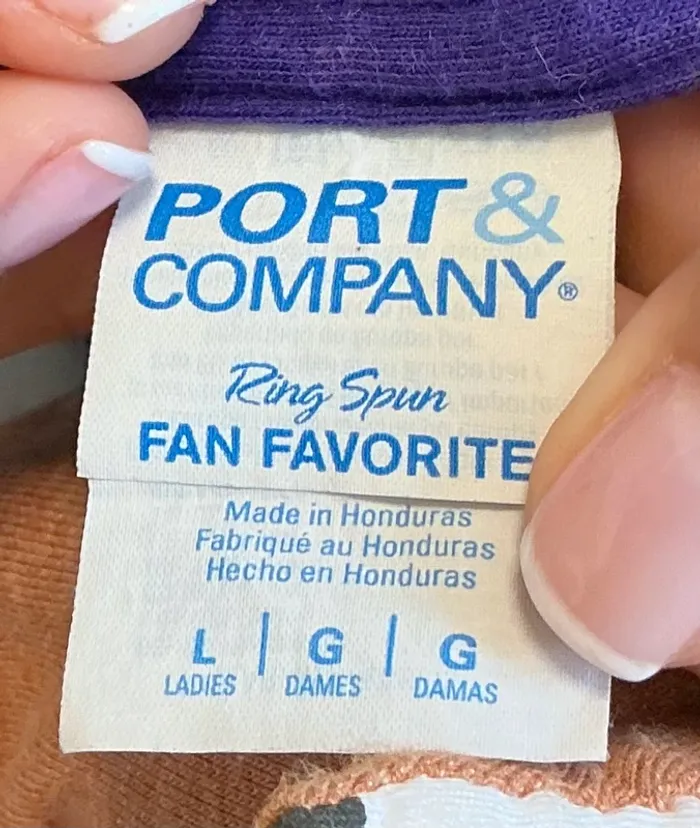 PORT &
COMPANY®
Ring Spun
FAN FAVORITE
Made in Honduras
Fabriqué au Honduras
Hecho en Honduras
L | G | G
LADIES DAMES DAMAS